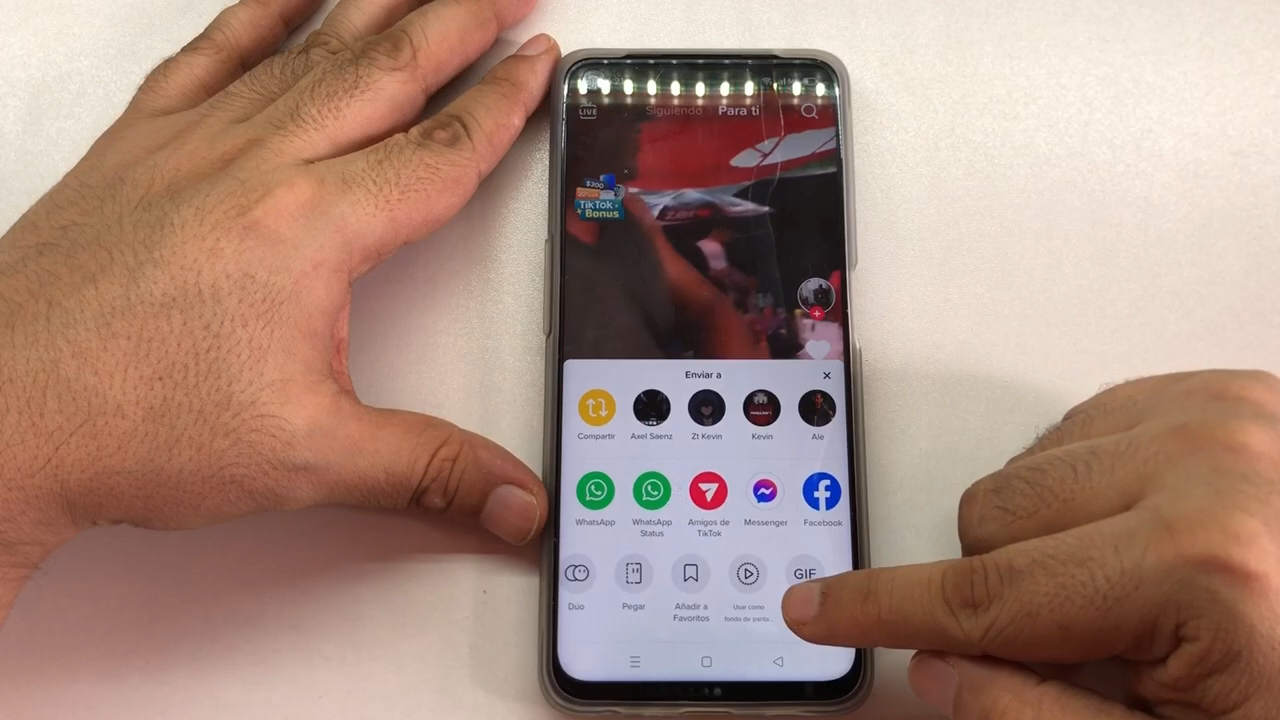 LIVE
Siguiendo
Para ti
$300
TikTok
Bonus
zero
Enviar a
Compartir
Axel Saenz
Zt Kevin
Kevin
Ale
WhatsApp
WhatsApp
Status
Amigos de
TikTok
Messenger
Facebook
GIF
Dúo
Pegar
Añadir a
Favoritos
Usar como
fondo de panta...